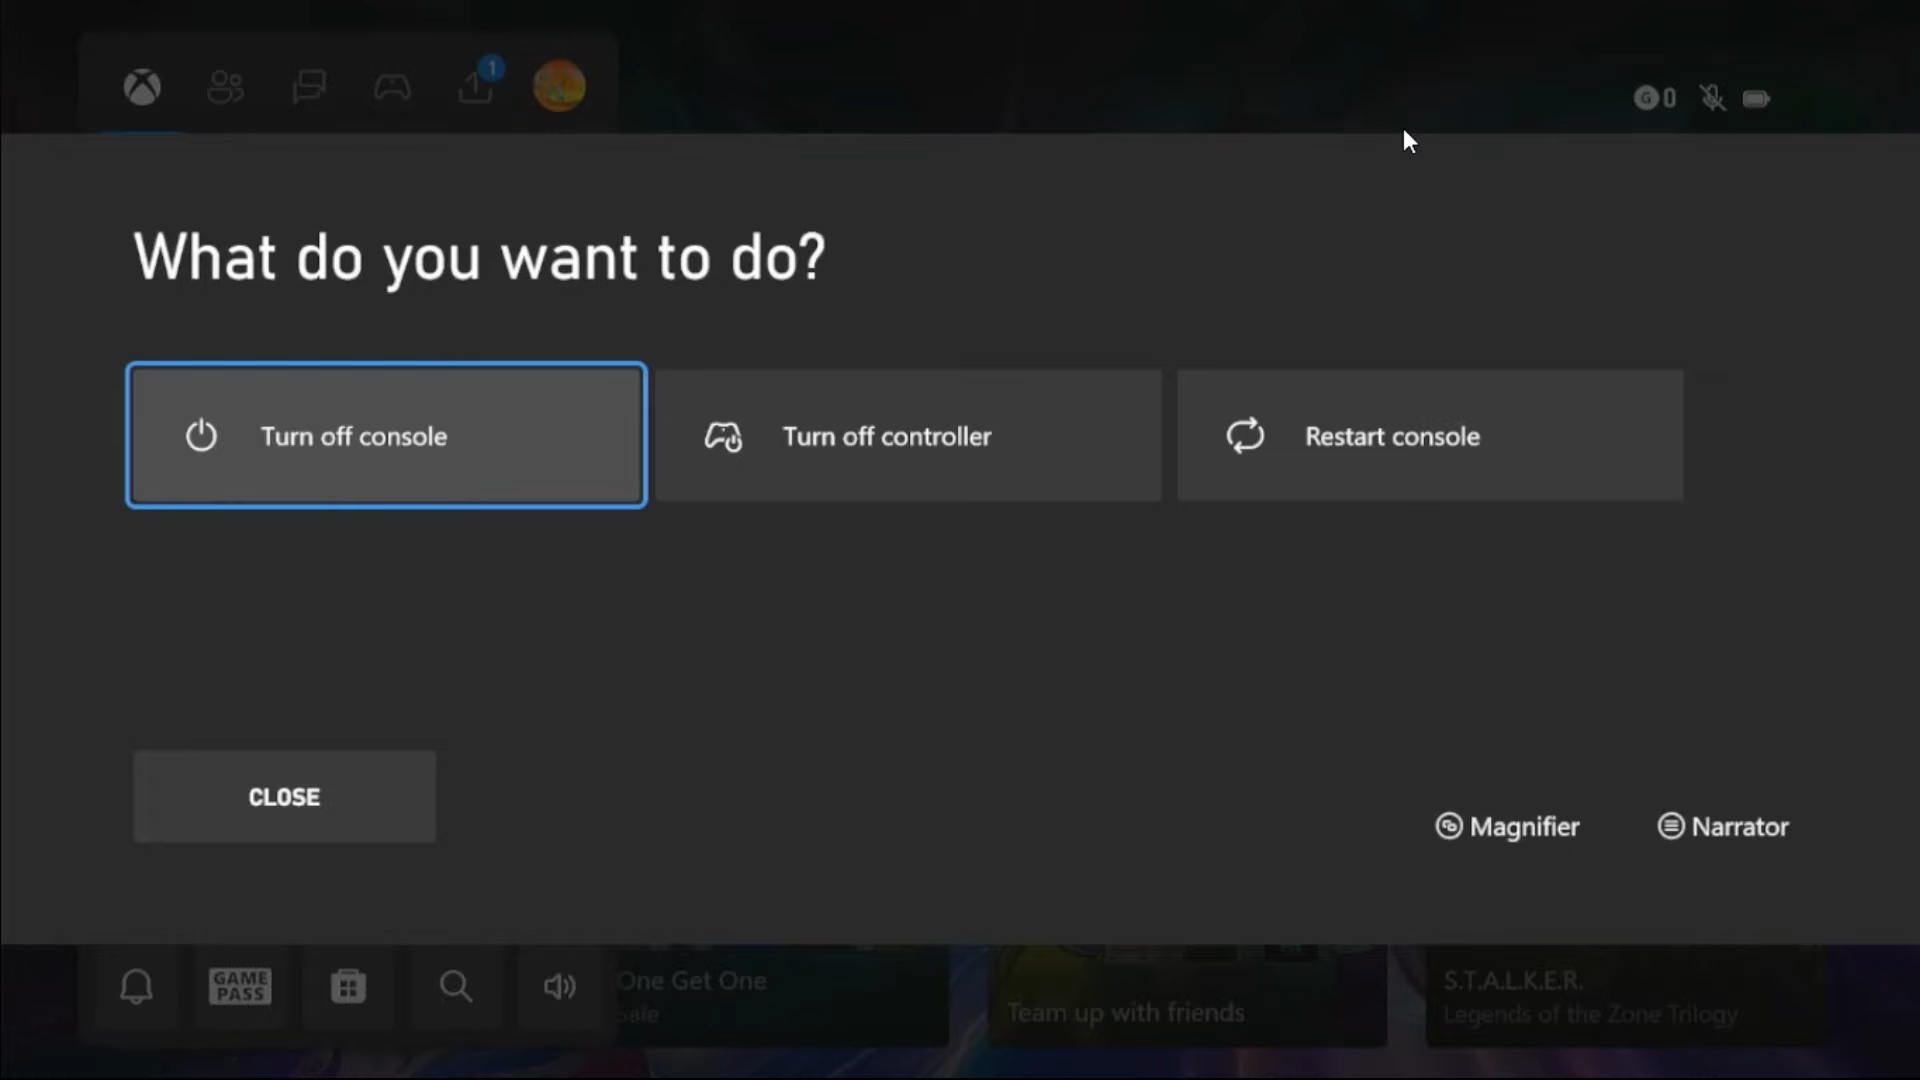 1
G 0
What do you want to do?
Turn off console
Turn off controller
Restart console
CLOSE
Magnifier
Narrator
GAME
PASS
One Get One
Sale
Team up with friends
S.T.A.L.K.E.R.
Legends of the Zone Trilogy